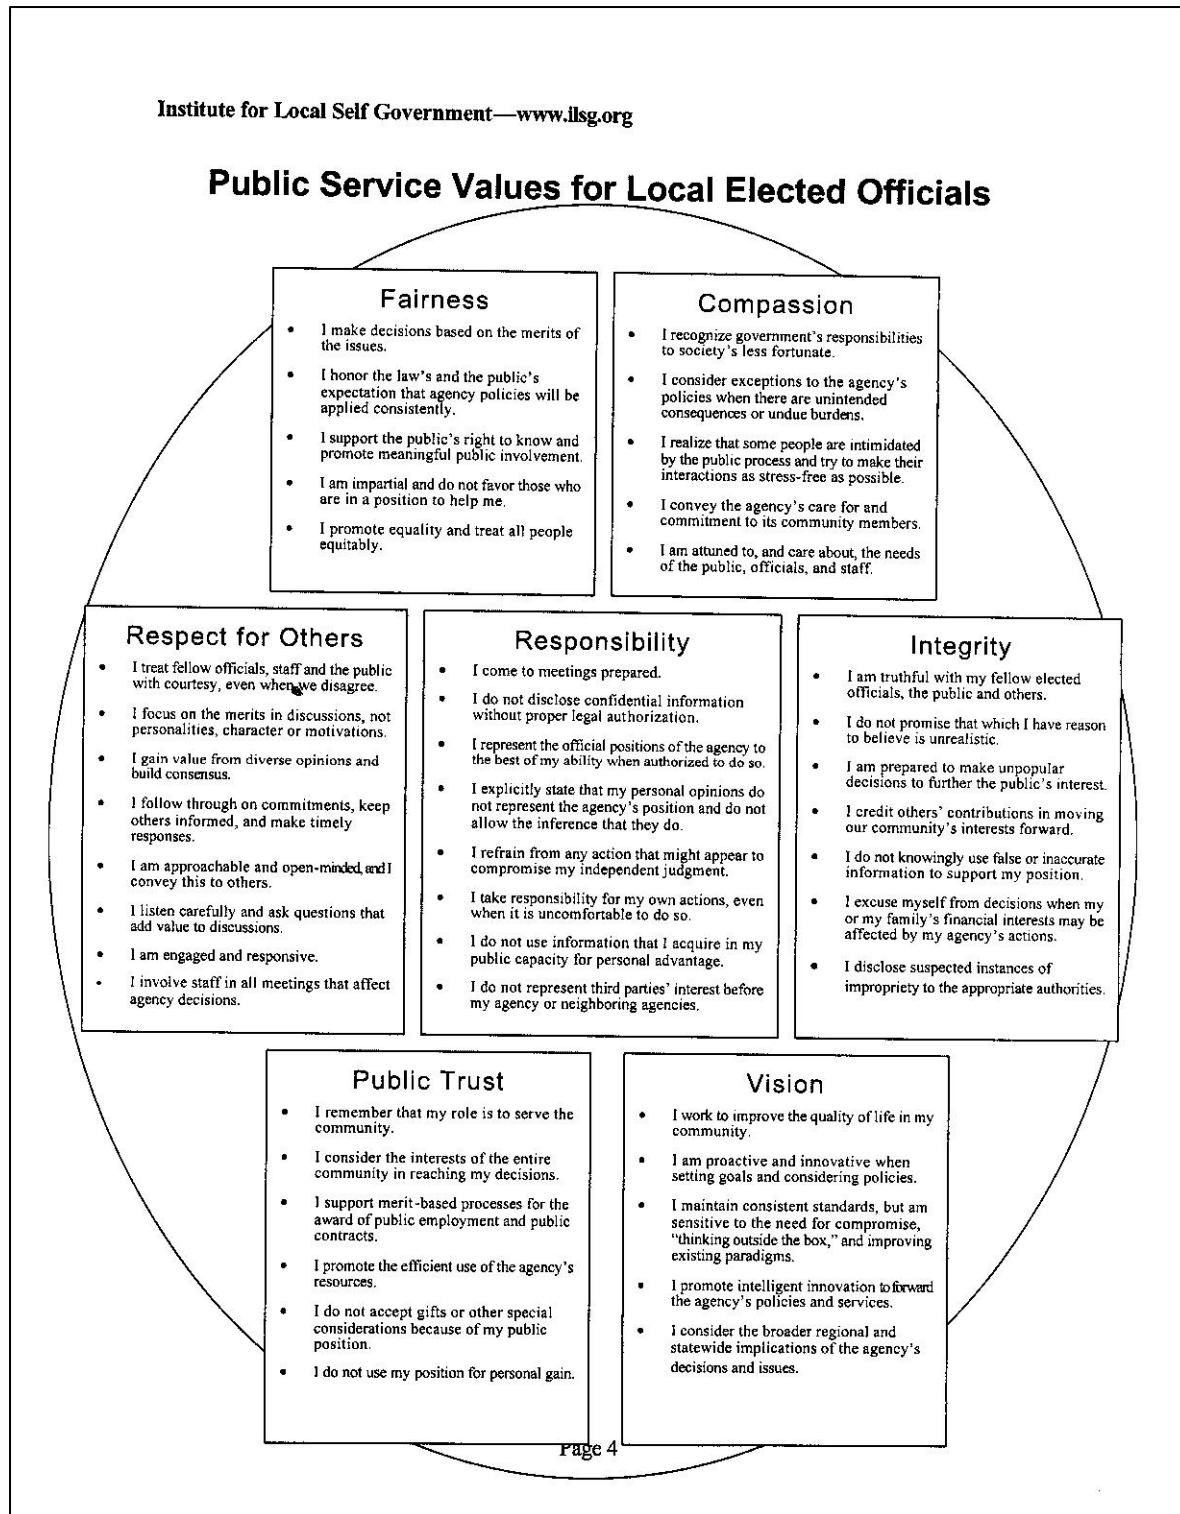 Institute for Local Self Government—www.ilsg.org
Public Service Values for Local Elected Officials
Fairness
• I make decisions based on the merits of
the issues.
• I honor the law's and the public's
expectation that agency policies will be
applied consistently.
• I support the public's right to know and
promote meaningful public involvement.
• I am impartial and do not favor those who
are in a position to help me.
• I promote equality and treat all people
equitably.
Compassion
• I recognize government's responsibilities
to society's less fortunate.
• I consider exceptions to the agency's
policies when there are unintended
consequences or undue burdens.
• I realize that some people are intimidated
by the public process and try to make their
interactions as stress-free as possible.
• I convey the agency's care for and
commitment to its community members.
• I am attuned to, and care about, the needs
of the public, officials, and staff.
Respect for Others
• I treat fellow officials, staff and the public
with courtesy, even when we disagree.
• I focus on the merits in discussions, not
personalities, character or motivations.
• I gain value from diverse opinions and
build consensus.
• I follow through on commitments, keep
others informed, and make timely
responses.
• I am approachable and open-minded, and I
convey this to others.
• I listen carefully and ask questions that
add value to discussions.
• I am engaged and responsive.
• I involve staff in all meetings that affect
agency decisions.
Responsibility
• I come to meetings prepared.
• I do not disclose confidential information
without proper legal authorization.
• I represent the official positions of the agency to
the best of my ability when authorized to do so.
• I explicitly state that my personal opinions do
not represent the agency's position and do not
allow the inference that they do.
• I refrain from any action that might appear to
compromise my independent judgment.
• I take responsibility for my own actions, even
when it is uncomfortable to do so.
• I do not use information that I acquire in my
public capacity for personal advantage.
• I do not represent third parties' interest before
my agency or neighboring agencies.
Integrity
• I am truthful with my fellow elected
officials, the public and others.
• I do not promise that which I have reason
to believe is unrealistic.
• I am prepared to make unpopular
decisions to further the public's interest.
• I credit others' contributions in moving
our community's interests forward.
• I do not knowingly use false or inaccurate
information to support my position.
• I excuse myself from decisions when my
or my family's financial interests may be
affected by my agency's actions.
• I disclose suspected instances of
impropriety to the appropriate authorities.
Public Trust
• I remember that my role is to serve the
community.
• I consider the interests of the entire
community in reaching my decisions.
• I support merit-based processes for the
award of public employment and public
contracts.
• I promote the efficient use of the agency's
resources.
• I do not accept gifts or other special
considerations because of my public
position.
• I do not use my position for personal gain.
Vision
• I work to improve the quality of life in my
community.
• I am proactive and innovative when
setting goals and considering policies.
• I maintain consistent standards, but am
sensitive to the need for compromise,
"thinking outside the box," and improving
existing paradigms.
• I promote intelligent innovation to forward
the agency's policies and services.
• I consider the broader regional and
statewide implications of the agency's
decisions and issues.
Page 4